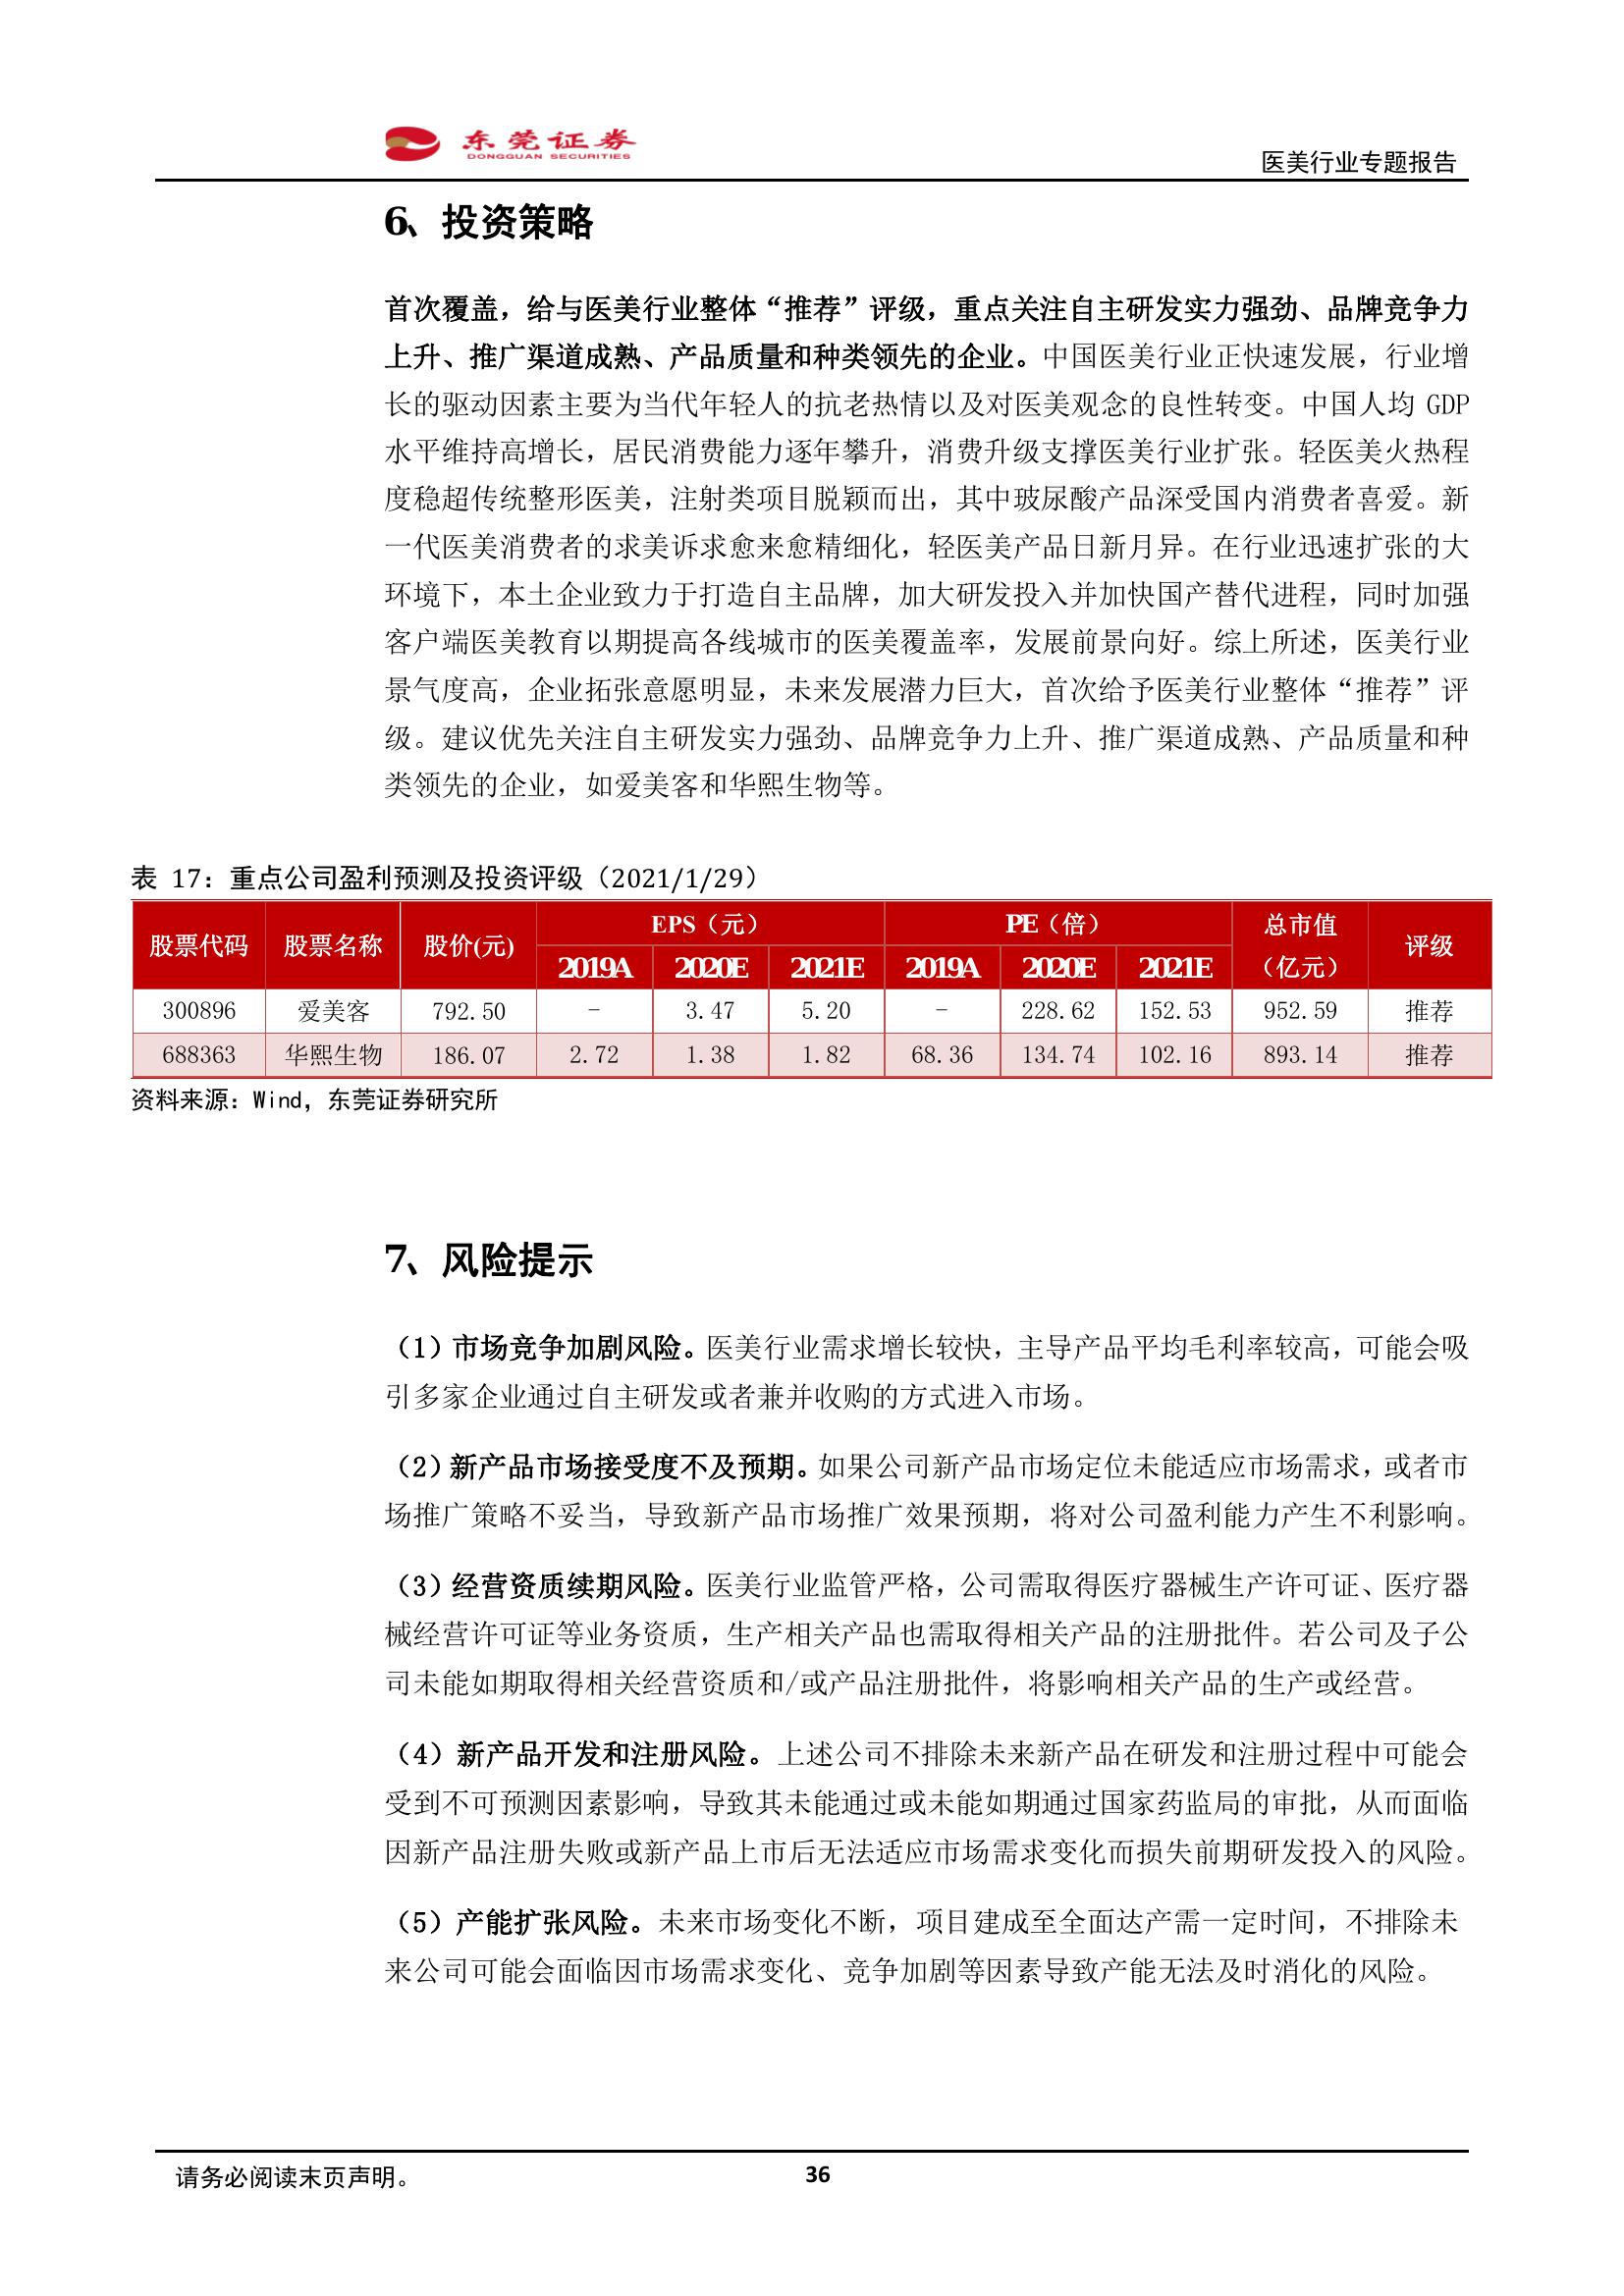 东莞证券
DONGGUAN SECURITIES
医美行业专题报告
6、投资策略
首次覆盖，给与医美行业整体“推荐”评级，重点关注自主研发实力强劲、品牌竞争力
上升、推广渠道成熟、产品质量和种类领先的企业。中国医美行业正快速发展，行业增
长的驱动因素主要为当代年轻人的抗老热情以及对医美观念的良性转变。中国人均 GDP
水平维持高增长，居民消费能力逐年攀升，消费升级支撑医美行业扩张。轻医美火热程
度稳超传统整形医美，注射类项目脱颖而出，其中玻尿酸产品深受国内消费者喜爱。新
一代医美消费者的求美诉求愈来愈精细化，轻医美产品日新月异。在行业迅速扩张的大
环境下，本土企业致力于打造自主品牌，加大研发投入并加快国产替代进程，同时加强
客户端医美教育以期提高各线城市的医美覆盖率，发展前景向好。综上所述，医美行业
景气度高，企业拓张意愿明显，未来发展潜力巨大，首次给予医美行业整体“推荐”评
级。建议优先关注自主研发实力强劲、品牌竞争力上升、推广渠道成熟、产品质量和种
类领先的企业，如爱美客和华熙生物等。
表 17：重点公司盈利预测及投资评级（2021/1/29）
股票代码 股票名称 股价(元) EPS（元） PE（倍） 总市值（亿元） 评级
2019A 2020E 2021E 2019A 2020E 2021E
300896 爱美客 792.50 - 3.47 5.20 - 228.62 152.53 952.59 推荐
688363 华熙生物 186.07 2.72 1.38 1.82 68.36 134.74 102.16 893.14 推荐
资料来源：Wind，东莞证券研究所
7、风险提示
（1）市场竞争加剧风险。医美行业需求增长较快，主导产品平均毛利率较高，可能会吸
引多家企业通过自主研发或者兼并收购的方式进入市场。
（2）新产品市场接受度不及预期。如果公司新产品市场定位未能适应市场需求，或者市
场推广策略不妥当，导致新产品市场推广效果预期，将对公司盈利能力产生不利影响。
（3）经营资质续期风险。医美行业监管严格，公司需取得医疗器械生产许可证、医疗器
械经营许可证等业务资质，生产相关产品也需取得相关产品的注册批件。若公司及子公
司未能如期取得相关经营资质和/或产品注册批件，将影响相关产品的生产或经营。
（4）新产品开发和注册风险。上述公司不排除未来新产品在研发和注册过程中可能会
受到不可预测因素影响，导致其未能通过或未能如期通过国家药监局的审批，从而面临
因新产品注册失败或新产品上市后无法适应市场需求变化而损失前期研发投入的风险。
（5）产能扩张风险。未来市场变化不断，项目建成至全面达产需一定时间，不排除未
来公司可能会面临因市场需求变化、竞争加剧等因素导致产能无法及时消化的风险。
请务必阅读末页声明。
36